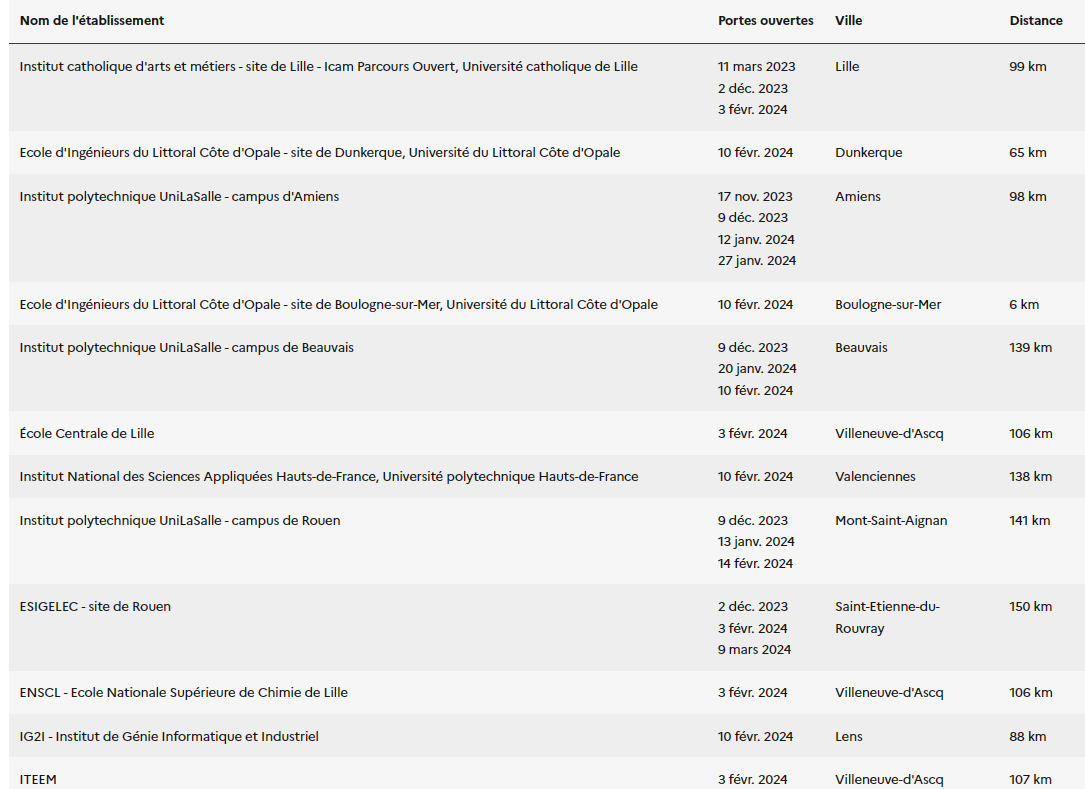 Nom de l'établissement Portes ouvertes Ville Distance
Institut catholique d'arts et métiers - site de Lille - Icam Parcours Ouvert, Université catholique de Lille 11 mars 2023 Lille 99 km
2 déc. 2023
3 févr. 2024
Ecole d'Ingénieurs du Littoral Côte d'Opale - site de Dunkerque, Université du Littoral Côte d'Opale 10 févr. 2024 Dunkerque 65 km
Institut polytechnique UniLaSalle - campus d'Amiens 17 nov. 2023 Amiens 98 km
9 déc. 2023
12 janv. 2024
27 janv. 2024
Ecole d'Ingénieurs du Littoral Côte d'Opale - site de Boulogne-sur-Mer, Université du Littoral Côte d'Opale 10 févr. 2024 Boulogne-sur-Mer 6 km
Institut polytechnique UniLaSalle - campus de Beauvais 9 déc. 2023 Beauvais 139 km
20 janv. 2024
10 févr. 2024
École Centrale de Lille 3 févr. 2024 Villeneuve-d'Ascq 106 km
Institut National des Sciences Appliquées Hauts-de-France, Université polytechnique Hauts-de-France 10 févr. 2024 Valenciennes 138 km
Institut polytechnique UniLaSalle - campus de Rouen 9 déc. 2023 Mont-Saint-Aignan 141 km
13 janv. 2024
14 févr. 2024
ESIGELEC - site de Rouen 2 déc. 2023 Saint-Etienne-du- 150 km
3 févr. 2024 Rouvray
9 mars 2024
ENSCL - Ecole Nationale Supérieure de Chimie de Lille 3 févr. 2024 Villeneuve-d'Ascq 106 km
IG2I - Institut de Génie Informatique et Industriel 10 févr. 2024 Lens 88 km
ITEEM 3 févr. 2024 Villeneuve-d'Ascq 107 km